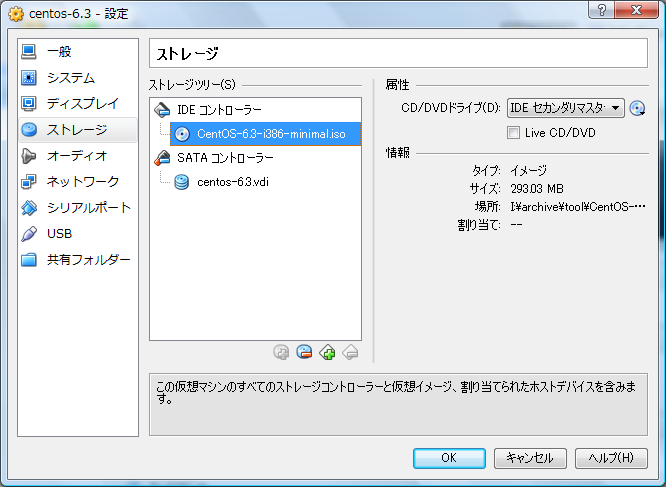 centos-6.3 - 設定
一般
システム
ディスプレイ
ストレージ
オーディオ
ネットワーク
シリアルポート
USB
共有フォルダー
ストレージ
ストレージツリー(S)
IDE コントローラー
CentOS-6.3-i386-minimal.iso
SATA コントローラー
centos-6.3.vdi
属性
CD/DVDドライブ(D): IDE セカンダリマスター
Live CD/DVD
情報
タイプ: イメージ
サイズ: 293.03 MB
場所: I:¥archive¥tool¥CentOS-…
割り当て: --
この仮想マシンのすべてのストレージコントローラーと仮想イメージ、割り当てられたホストデバイスを含みま
す。
OK
キャンセル
ヘルプ(H)